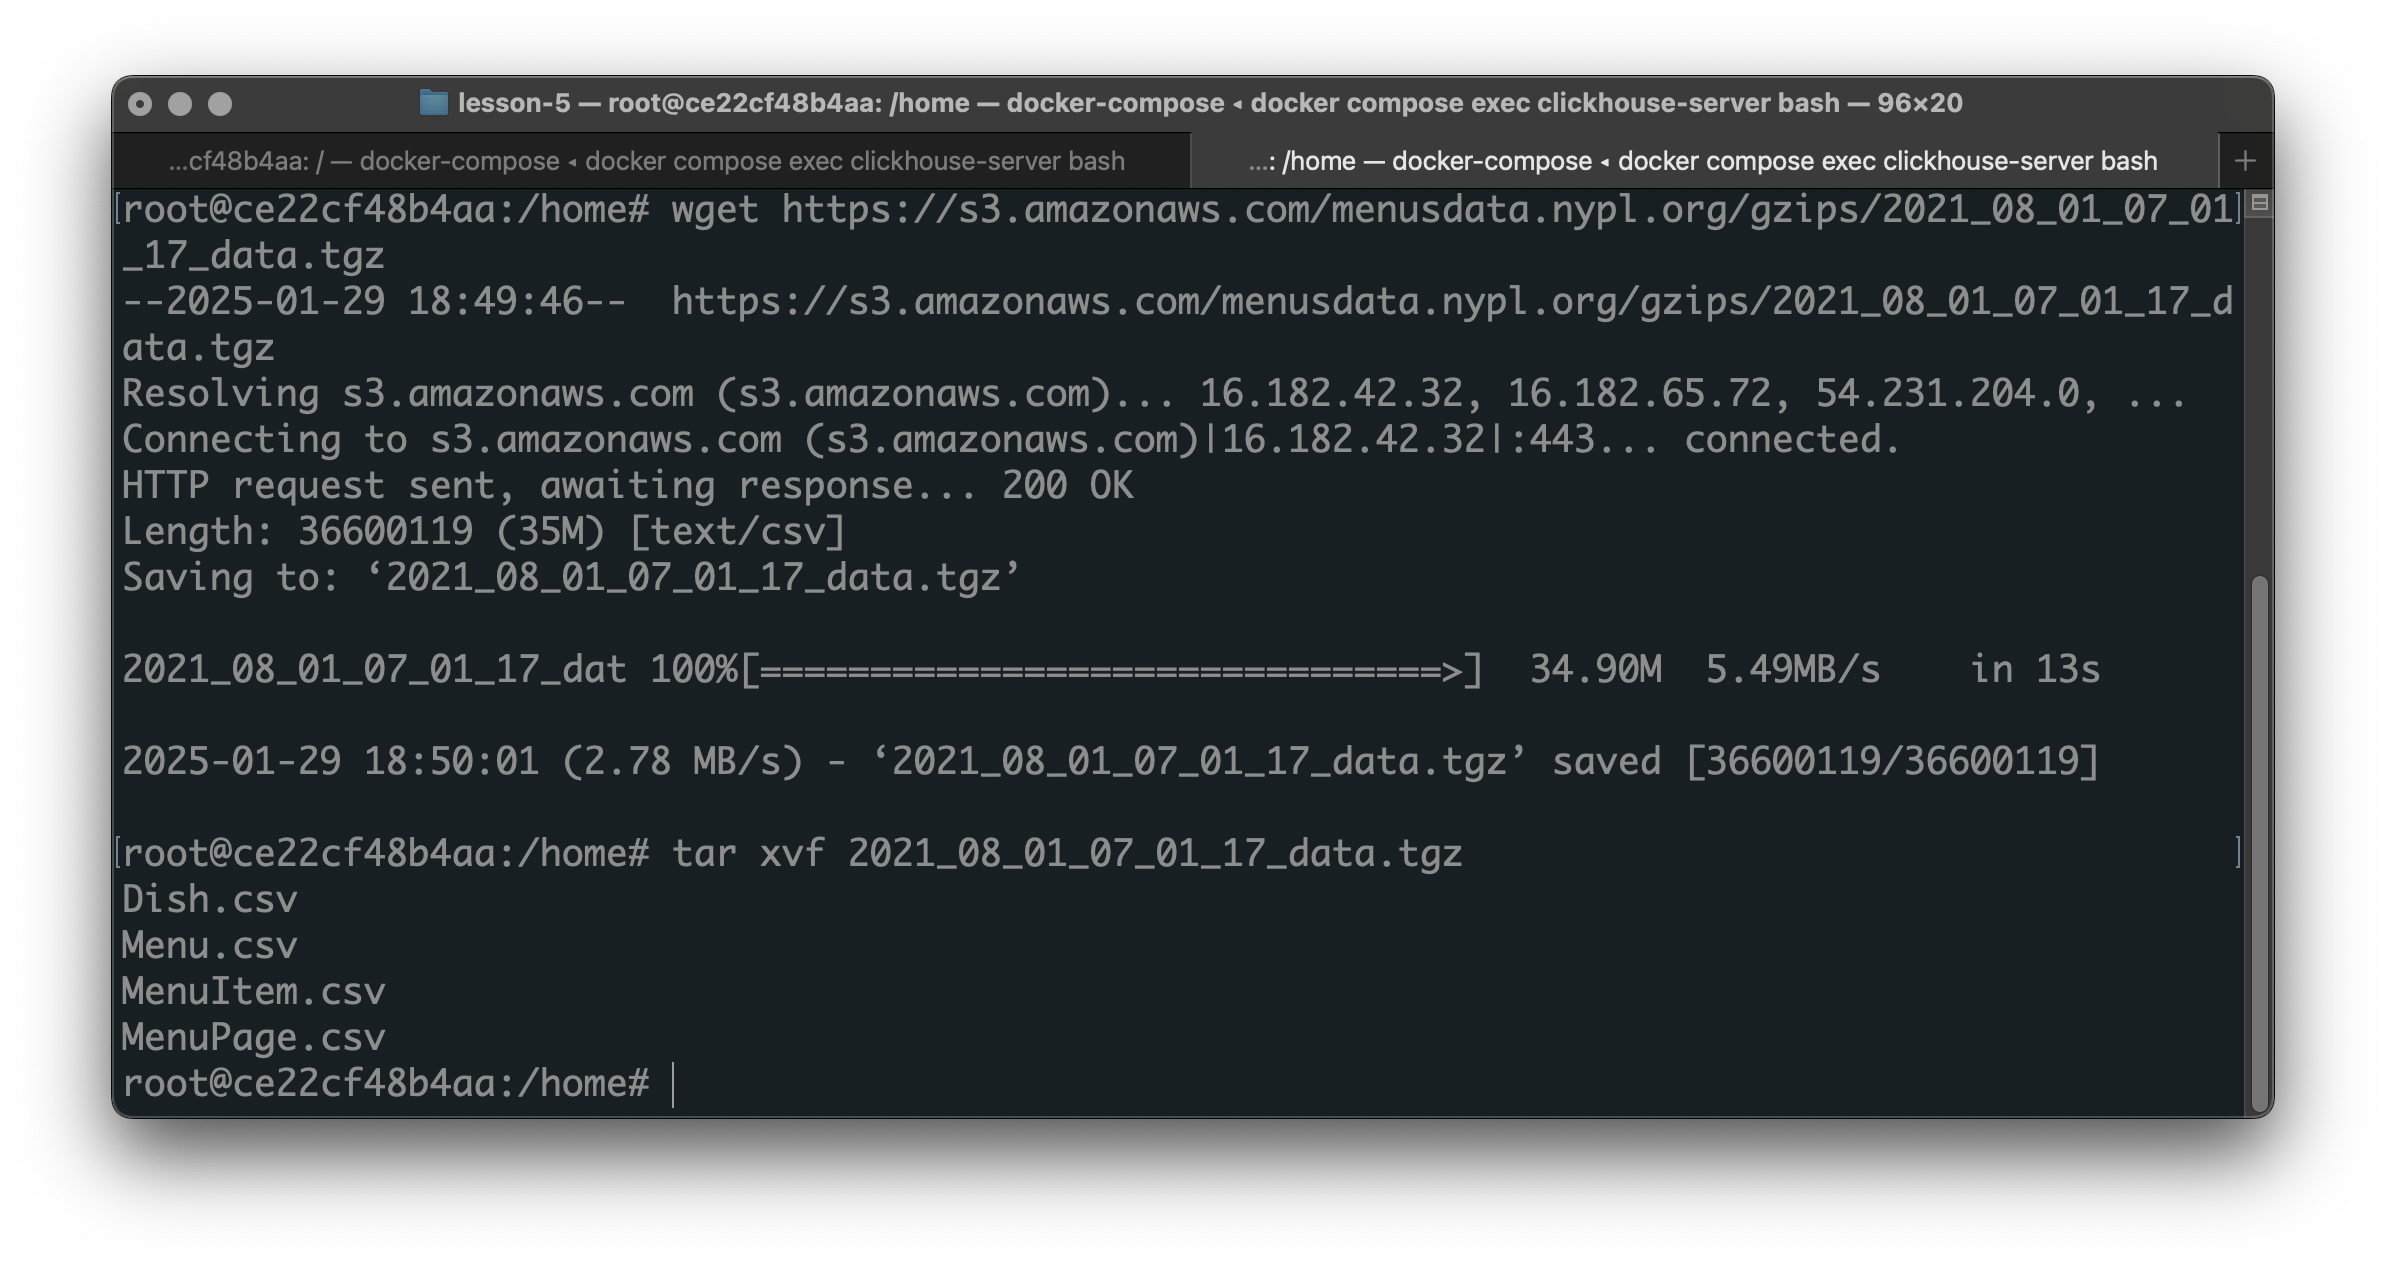 lesson-5 — root@ce22cf48b4aa: /home — docker-compose ◂ docker compose exec clickhouse-server bash — 96×20
...cf48b4aa: / — docker-compose ◂ docker compose exec clickhouse-server bash
...: /home — docker-compose ◂ docker compose exec clickhouse-server bash
+
[root@ce22cf48b4aa:/home# wget https://s3.amazonaws.com/menusdata.nypl.org/gzips/2021_08_01_07_01]
_17_data.tgz
--2025-01-29 18:49:46--  https://s3.amazonaws.com/menusdata.nypl.org/gzips/2021_08_01_07_01_17_d
ata.tgz
Resolving s3.amazonaws.com (s3.amazonaws.com)... 16.182.42.32, 16.182.65.72, 54.231.204.0, ...
Connecting to s3.amazonaws.com (s3.amazonaws.com)|16.182.42.32|:443... connected.
HTTP request sent, awaiting response... 200 OK
Length: 36600119 (35M) [text/csv]
Saving to: ‘2021_08_01_07_01_17_data.tgz’
2021_08_01_07_01_17_dat 100%[===============================>]  34.90M  5.49MB/s    in 13s
2025-01-29 18:50:01 (2.78 MB/s) - ‘2021_08_01_07_01_17_data.tgz’ saved [36600119/36600119]
[root@ce22cf48b4aa:/home# tar xvf 2021_08_01_07_01_17_data.tgz ]
Dish.csv
Menu.csv
MenuItem.csv
MenuPage.csv
root@ce22cf48b4aa:/home#